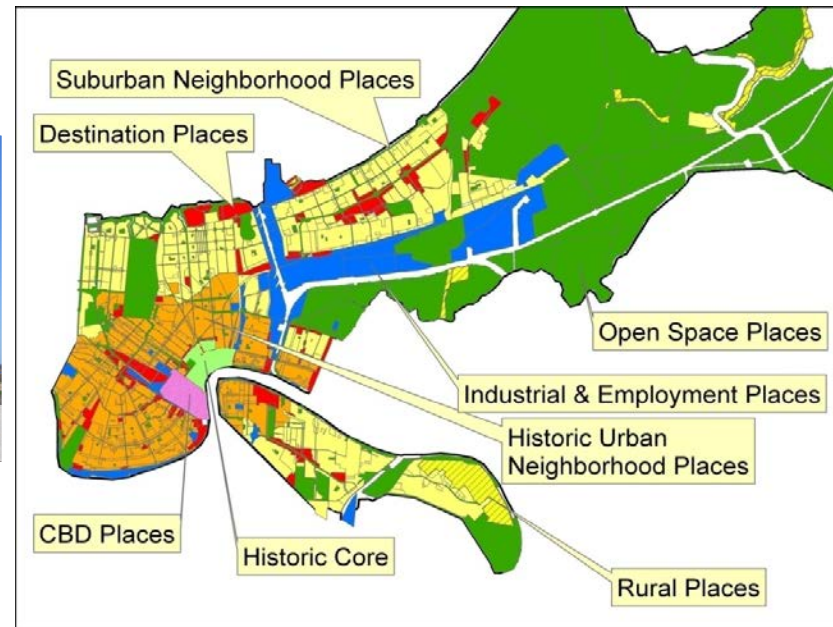 Suburban Neighborhood Places
Destination Places
Open Space Places
Industrial & Employment Places
Historic Urban
Neighborhood Places
CBD Places
Historic Core
Rural Places